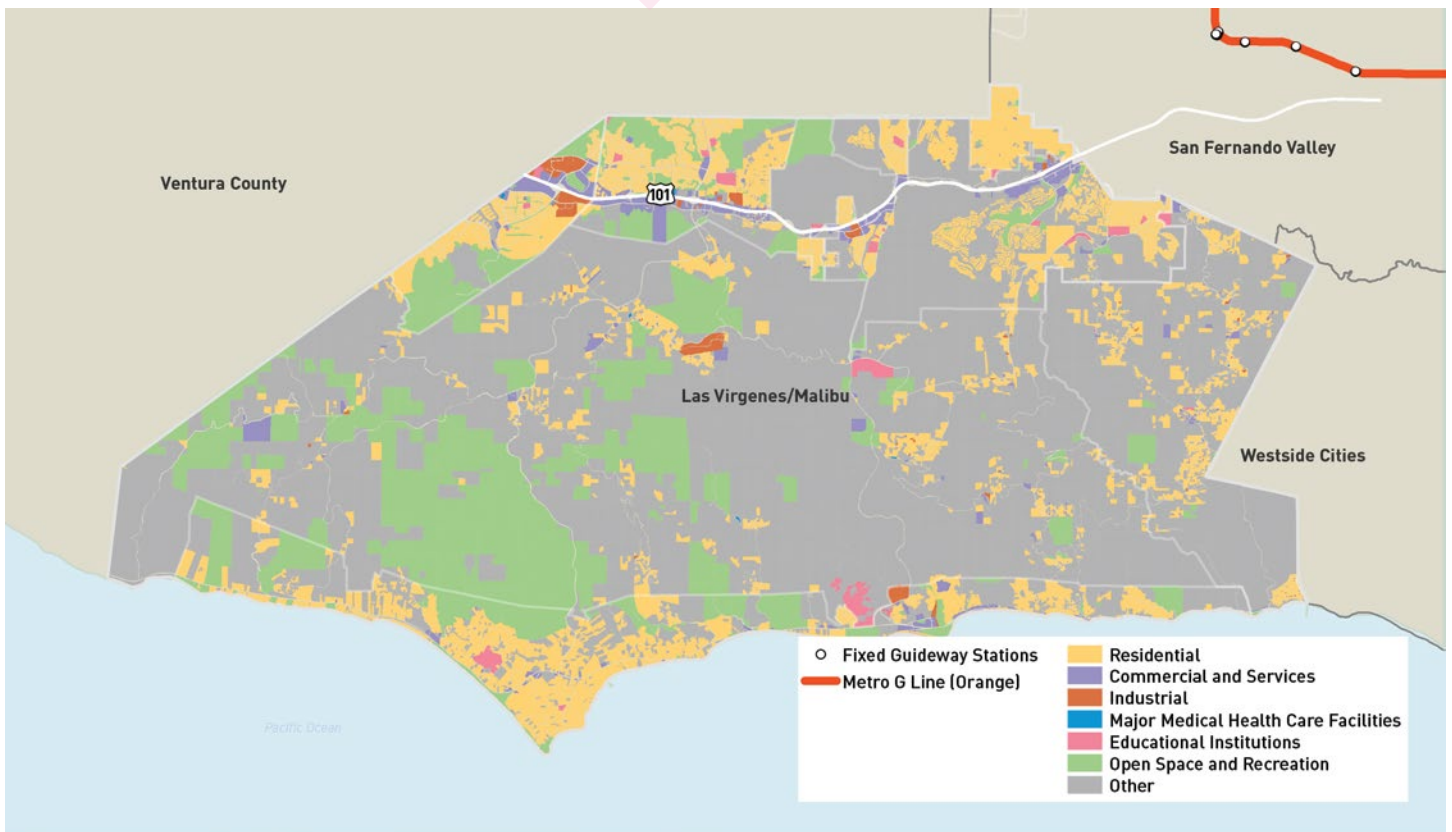 San Fernando Valley
Ventura County
101
Las Virgenes/Malibu
Westside Cities
Pacific Ocean
Fixed Guideway Stations
Metro G Line (Orange)
Residential
Commercial and Services
Industrial
Major Medical Health Care Facilities
Educational Institutions
Open Space and Recreation
Other